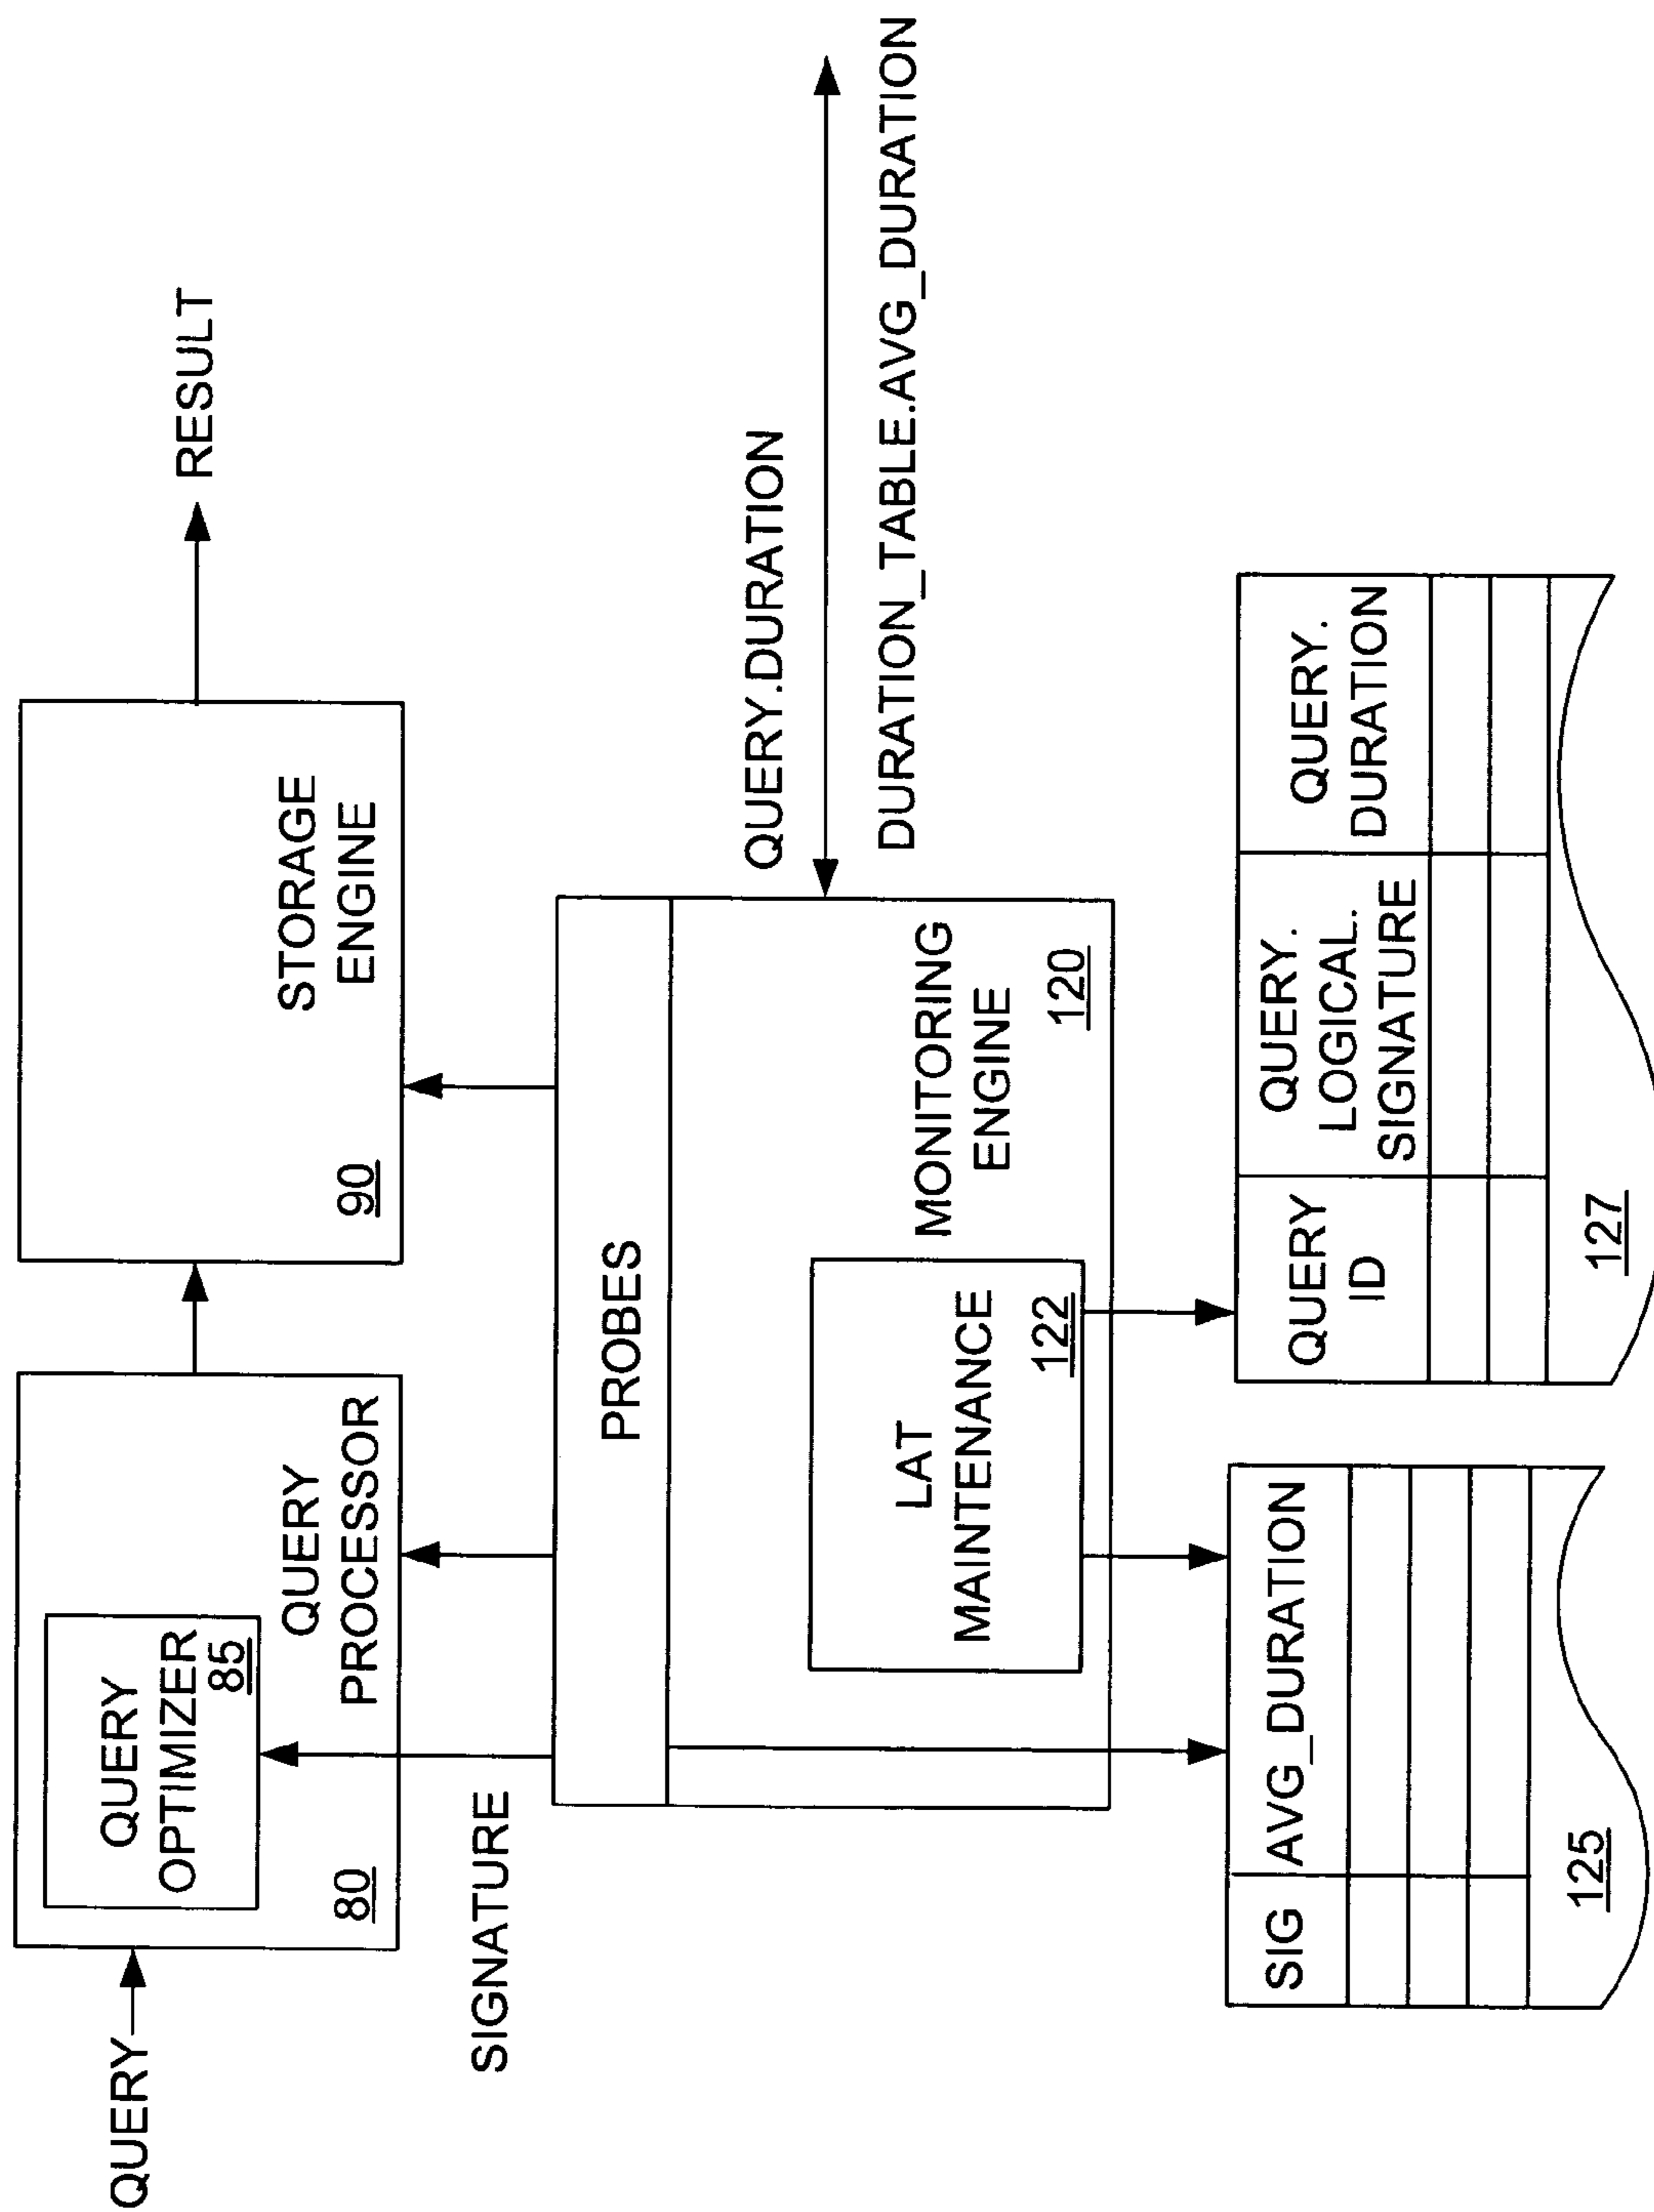 QUERY
QUERY
OPTIMIZER
85
QUERY
PROCESSOR
80
STORAGE
ENGINE
90
RESULT
SIGNATURE
PROBES
MONITORING
ENGINE
120
LAT
MAINTENANCE
122
QUERY.DURATION
DURATION_TABLE.AVG_DURATION
SIG AVG_DURATION
125
QUERY
ID
QUERY.
LOGICAL.
SIGNATURE
QUERY.
DURATION
127